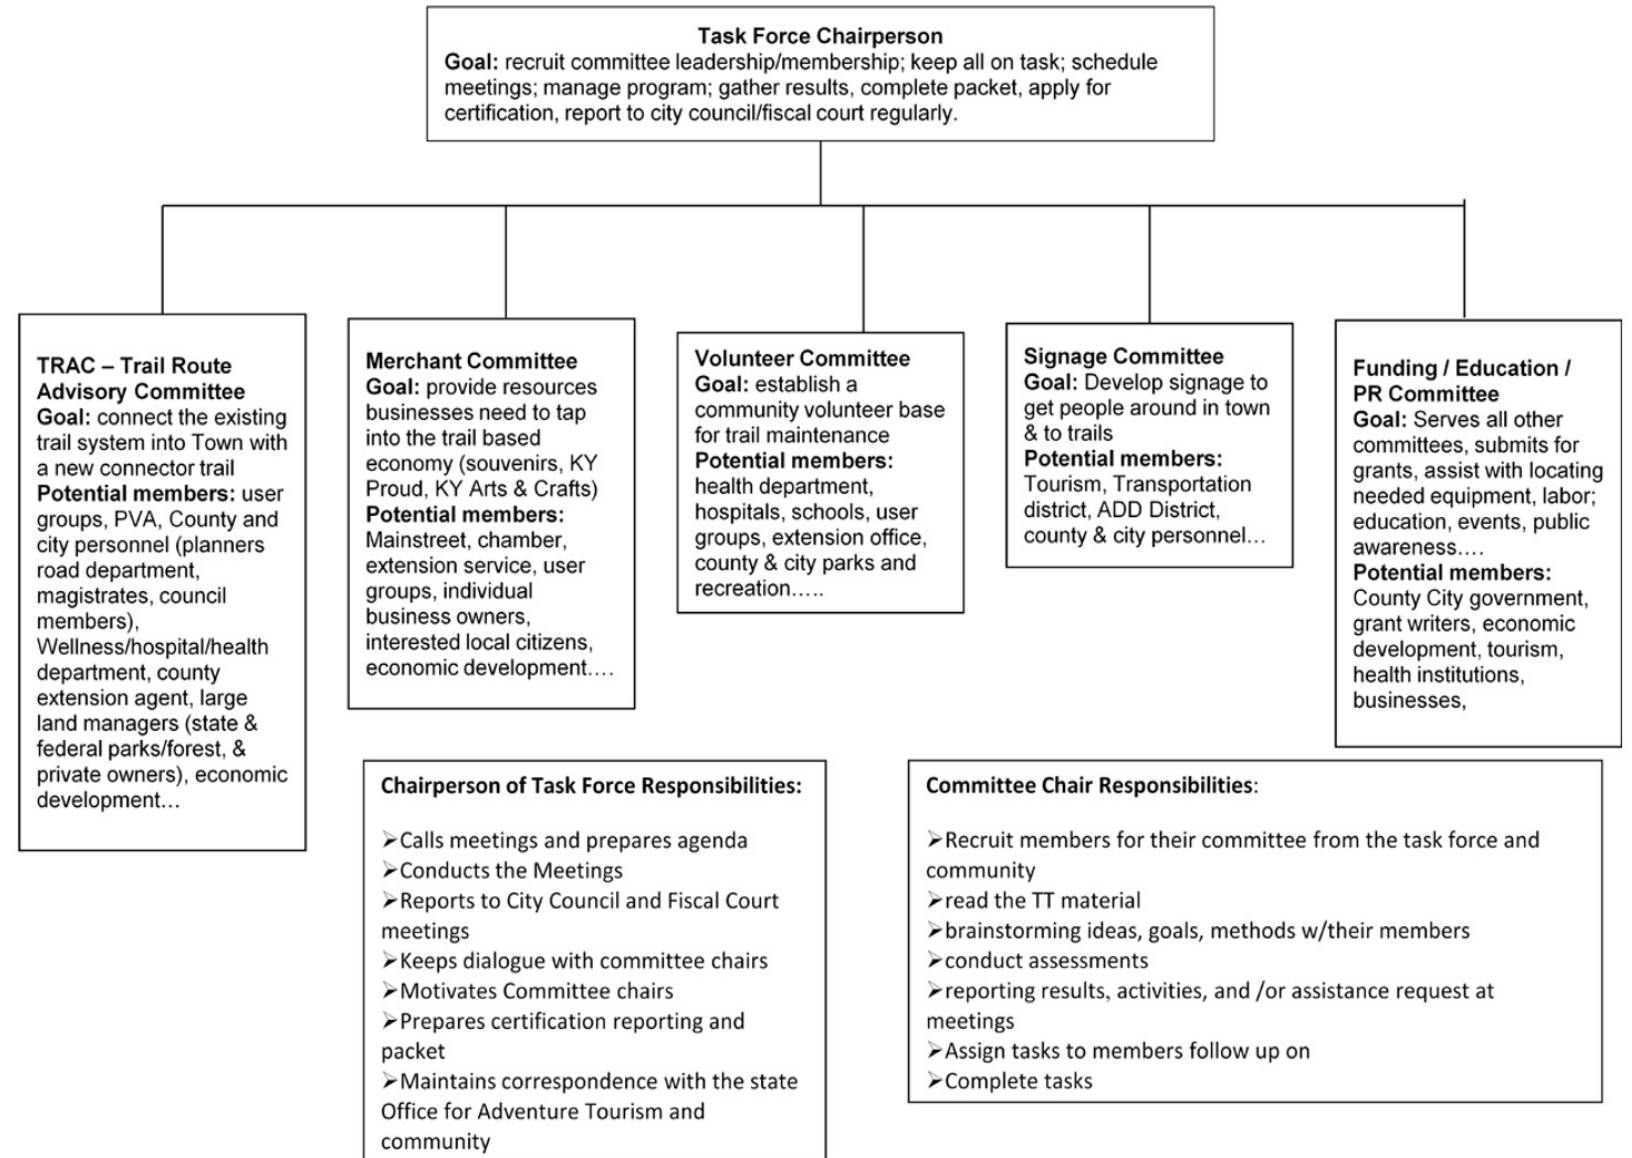 Task Force Chairperson
Goal: recruit committee leadership/membership; keep all on task; schedule
meetings; manage program; gather results, complete packet, apply for
certification, report to city council/fiscal court regularly.
TRAC – Trail Route
Advisory Committee
Goal: connect the existing
trail system into Town with
a new connector trail
Potential members: user
groups, PVA, County and
city personnel (planners
road department,
magistrates, council
members),
Wellness/hospital/health
department, county
extension agent, large
land managers (state &
federal parks/forest, &
private owners), economic
development…
Merchant Committee
Goal: provide resources
businesses need to tap
into the trail based
economy (souvenirs, KY
Proud, KY Arts & Crafts)
Potential members:
Mainstreet, chamber,
extension service, user
groups, individual
business owners,
interested local citizens,
economic development….
Volunteer Committee
Goal: establish a
community volunteer base
for trail maintenance
Potential members:
health department,
hospitals, schools, user
groups, extension office,
county & city parks and
recreation…..
Signage Committee
Goal: Develop signage to
get people around in town
& to trails
Potential members:
Tourism, Transportation
district, ADD District,
county & city personnel…
Funding / Education /
PR Committee
Goal: Serves all other
committees, submits for
grants, assist with locating
needed equipment, labor;
education, events, public
awareness….
Potential members:
County City government,
grant writers, economic
development, tourism,
health institutions,
businesses,
Chairperson of Task Force Responsibilities:
➢Calls meetings and prepares agenda
➢Conducts the Meetings
➢Reports to City Council and Fiscal Court
meetings
➢Keeps dialogue with committee chairs
➢Motivates Committee chairs
➢Prepares certification reporting and
packet
➢Maintains correspondence with the state
Office for Adventure Tourism and
community
Committee Chair Responsibilities:
➢Recruit members for their committee from the task force and
community
➢read the TT material
➢brainstorming ideas, goals, methods w/their members
➢conduct assessments
➢reporting results, activities, and /or assistance request at
meetings
➢Assign tasks to members follow up on
➢Complete tasks